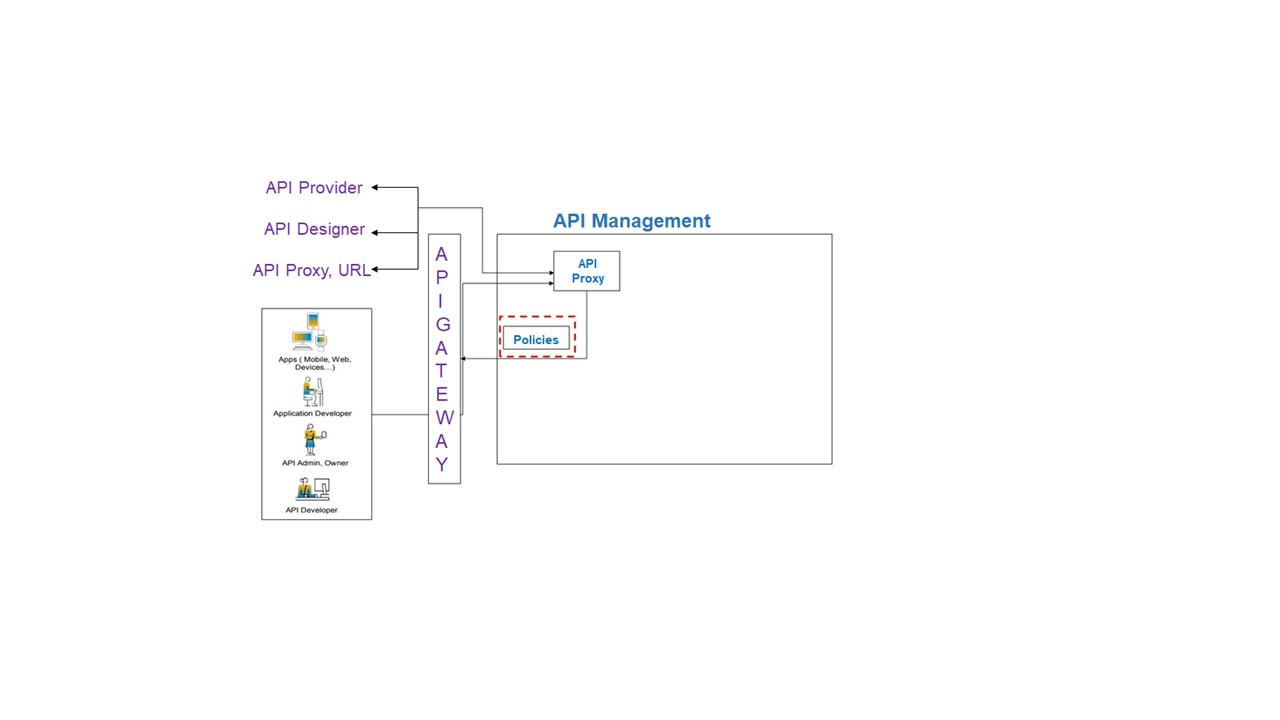 API Provider
API Designer
API Proxy, URL
Apps ( Mobile, Web,
Devices...)
Application Developer
API Admin, Owner
API Developer
A
P
I
G
A
T
E
W
A
Y
API Management
API
Proxy
Policies